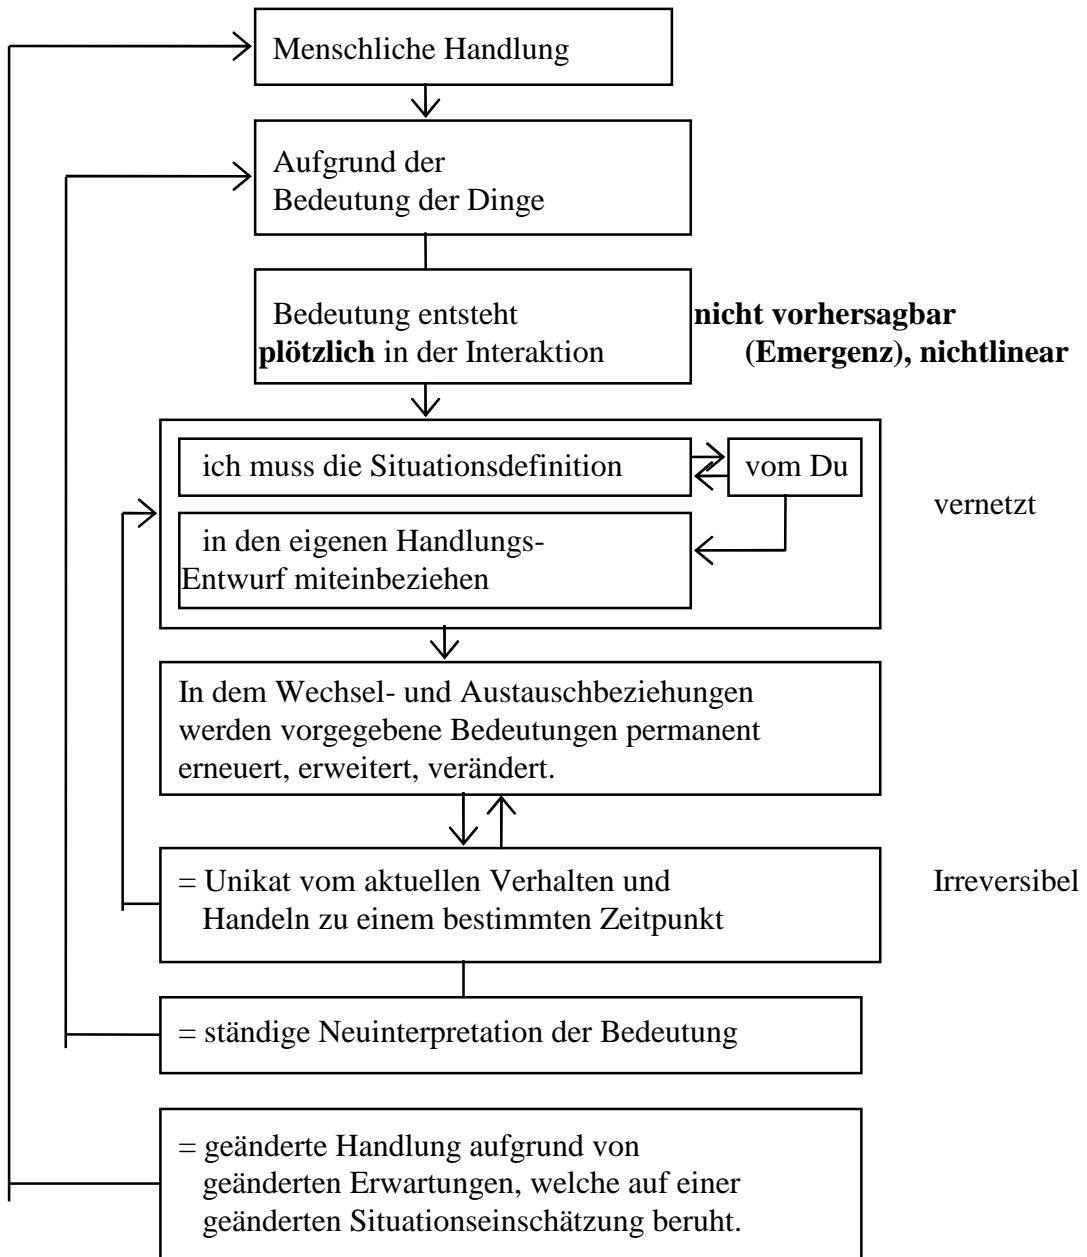 Menschliche Handlung
Aufgrund der
Bedeutung der Dinge
Bedeutung entsteht
plötzlich in der Interaktion
nicht vorhersagbar
(Emergenz), nichtlinear
ich muss die Situationsdefinition
vom Du
vernetzt
in den eigenen Handlungs-
Entwurf miteinbeziehen
In dem Wechsel- und Austauschbeziehungen
werden vorgegebene Bedeutungen permanent
erneuert, erweitert, verändert.
= Unikat vom aktuellen Verhalten und
Handeln zu einem bestimmten Zeitpunkt
Irreversibel
= ständige Neuinterpretation der Bedeutung
= geänderte Handlung aufgrund von
geänderten Erwartungen, welche auf einer
geänderten Situationseinschätzung beruht.